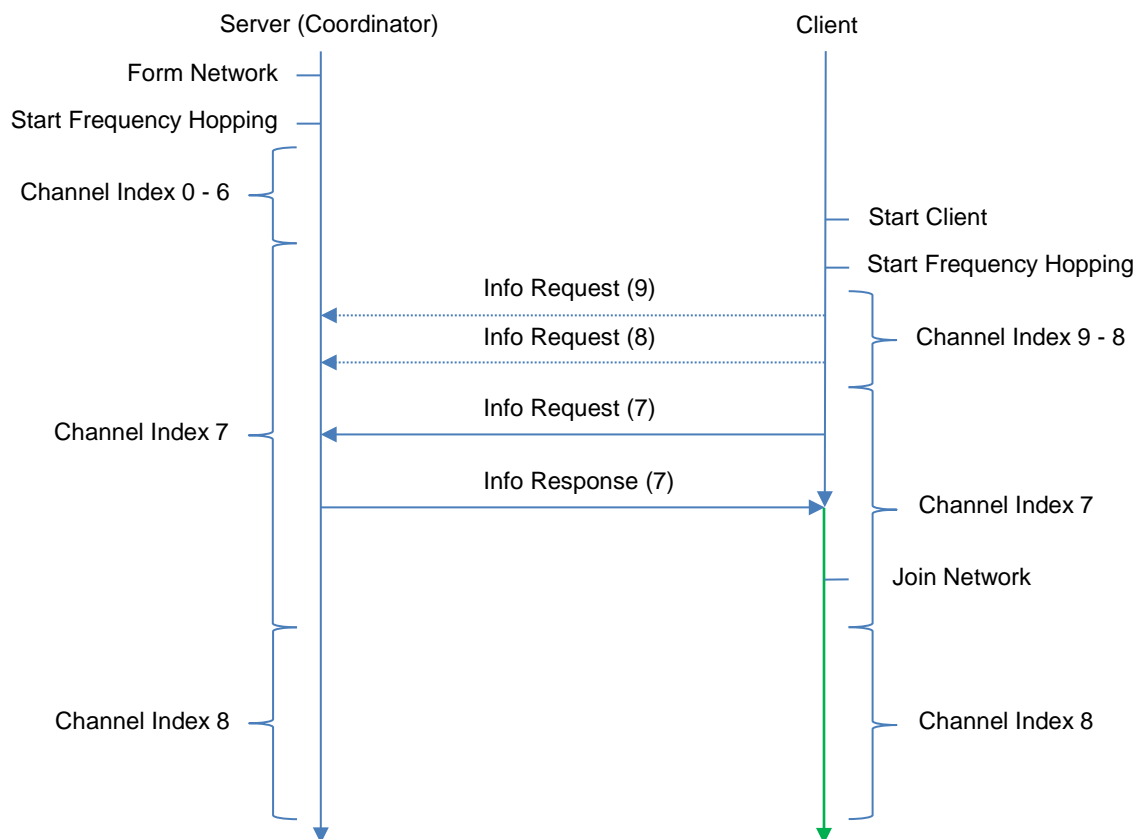 Server (Coordinator)
Client
Form Network
Start Frequency Hopping
Channel Index 0 - 6
Start Client
Start Frequency Hopping
Info Request (9)
Info Request (8)
Channel Index 9 - 8
Info Request (7)
Channel Index 7
Info Response (7)
Channel Index 7
Join Network
Channel Index 8
Channel Index 8